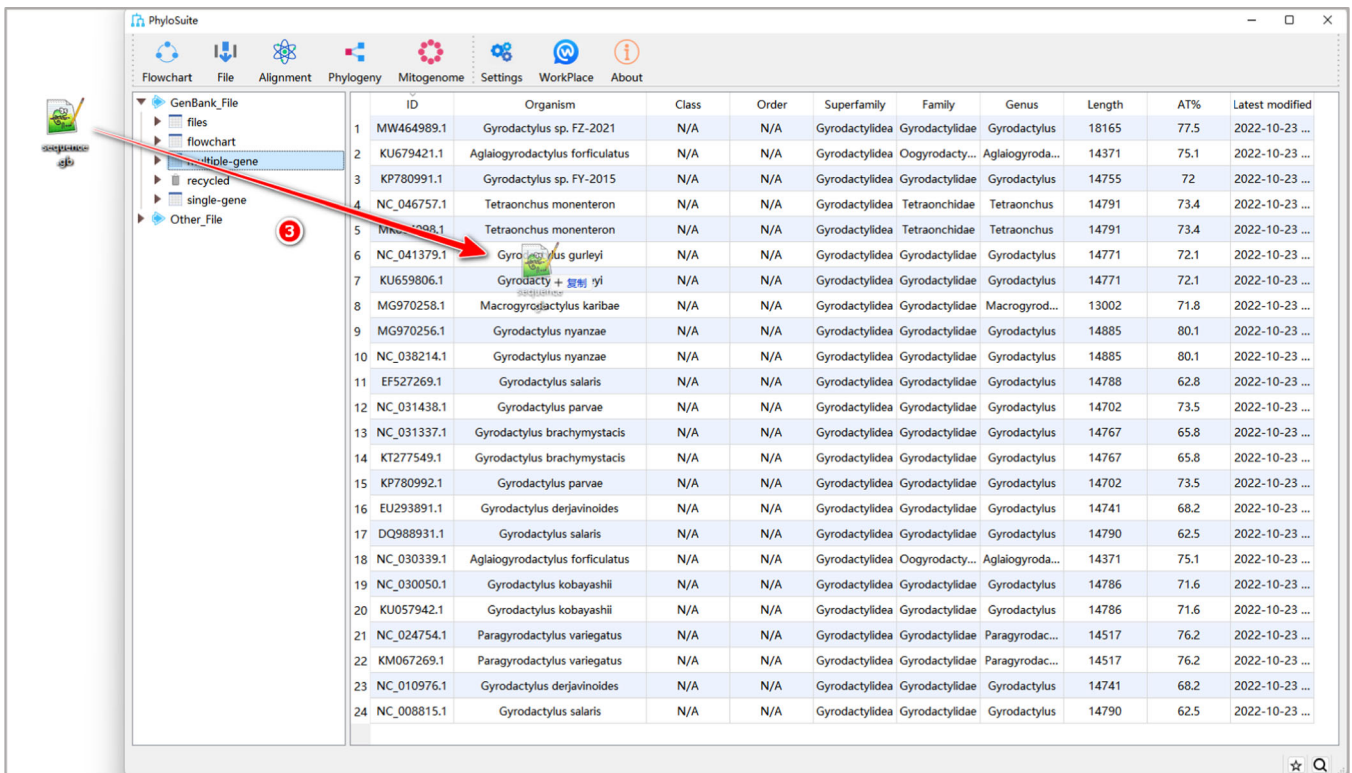 PhyloSuite
Flowchart File Alignment Phylogeny Mitogenome Settings WorkPlace About
sequence
.gb
GenBank_File
files
flowchart
multiple-gene
recycled
single-gene
Other_File
3
ID Organism Class Order Superfamily Family Genus Length AT% Latest modified
1 MW464989.1 Gyrodactylus sp. FZ-2021 N/A N/A Gyrodactylidea Gyrodactylidae Gyrodactylus 18165 77.5 2022-10-23 ...
2 KU679421.1 Aglaiogyrodactylus forficulatus N/A N/A Gyrodactylidea Oogyrodacty... Aglaiogyroda... 14371 75.1 2022-10-23 ...
3 KP780991.1 Gyrodactylus sp. FY-2015 N/A N/A Gyrodactylidea Gyrodactylidae Gyrodactylus 14755 72 2022-10-23 ...
4 NC_046757.1 Tetraonchus monenteron N/A N/A Gyrodactylidea Tetraonchidae Tetraonchus 14791 73.4 2022-10-23 ...
5 Tetraonchus monenteron N/A N/A Gyrodactylidea Tetraonchidae Tetraonchus 14791 73.4 2022-10-23 ...
6 NC_041379.1 gurleyi N/A N/A Gyrodactylidea Gyrodactylidae Gyrodactylus 14771 72.1 2022-10-23 ...
7 KU659806.1 N/A N/A Gyrodactylidea Gyrodactylidae Gyrodactylus 14771 72.1 2022-10-23 ...
+ 复制
sequence
.gb
8 MG970258.1 Macrogyrodactylus karibae N/A N/A Gyrodactylidea Gyrodactylidae Macrogyrod... 13002 71.8 2022-10-23 ...
9 MG970256.1 Gyrodactylus nyanzae N/A N/A Gyrodactylidea Gyrodactylidae Gyrodactylus 14885 80.1 2022-10-23 ...
10 NC_038214.1 Gyrodactylus nyanzae N/A N/A Gyrodactylidea Gyrodactylidae Gyrodactylus 14885 80.1 2022-10-23 ...
11 EF527269.1 Gyrodactylus salaris N/A N/A Gyrodactylidea Gyrodactylidae Gyrodactylus 14788 62.8 2022-10-23 ...
12 NC_031438.1 Gyrodactylus parvae N/A N/A Gyrodactylidea Gyrodactylidae Gyrodactylus 14702 73.5 2022-10-23 ...
13 NC_031337.1 Gyrodactylus brachymystacis N/A N/A Gyrodactylidea Gyrodactylidae Gyrodactylus 14767 65.8 2022-10-23 ...
14 KT277549.1 Gyrodactylus brachymystacis N/A N/A Gyrodactylidea Gyrodactylidae Gyrodactylus 14767 65.8 2022-10-23 ...
15 KP780992.1 Gyrodactylus parvae N/A N/A Gyrodactylidea Gyrodactylidae Gyrodactylus 14702 73.5 2022-10-23 ...
16 EU293891.1 Gyrodactylus derjavinoides N/A N/A Gyrodactylidea Gyrodactylidae Gyrodactylus 14741 68.2 2022-10-23 ...
17 DQ988931.1 Gyrodactylus salaris N/A N/A Gyrodactylidea Gyrodactylidae Gyrodactylus 14790 62.5 2022-10-23 ...
18 NC_030339.1 Aglaiogyrodactylus forficulatus N/A N/A Gyrodactylidea Oogyrodacty... Aglaiogyroda... 14371 75.1 2022-10-23 ...
19 NC_030050.1 Gyrodactylus kobayashii N/A N/A Gyrodactylidea Gyrodactylidae Gyrodactylus 14786 71.6 2022-10-23 ...
20 KU057942.1 Gyrodactylus kobayashii N/A N/A Gyrodactylidea Gyrodactylidae Gyrodactylus 14786 71.6 2022-10-23 ...
21 NC_024754.1 Paragyrodactylus variegatus N/A N/A Gyrodactylidea Gyrodactylidae Paragyrodac... 14517 76.2 2022-10-23 ...
22 KM067269.1 Paragyrodactylus variegatus N/A N/A Gyrodactylidea Gyrodactylidae Paragyrodac... 14517 76.2 2022-10-23 ...
23 NC_010976.1 Gyrodactylus derjavinoides N/A N/A Gyrodactylidea Gyrodactylidae Gyrodactylus 14741 68.2 2022-10-23 ...
24 NC_008815.1 Gyrodactylus salaris N/A N/A Gyrodactylidea Gyrodactylidae Gyrodactylus 14790 62.5 2022-10-23 ...